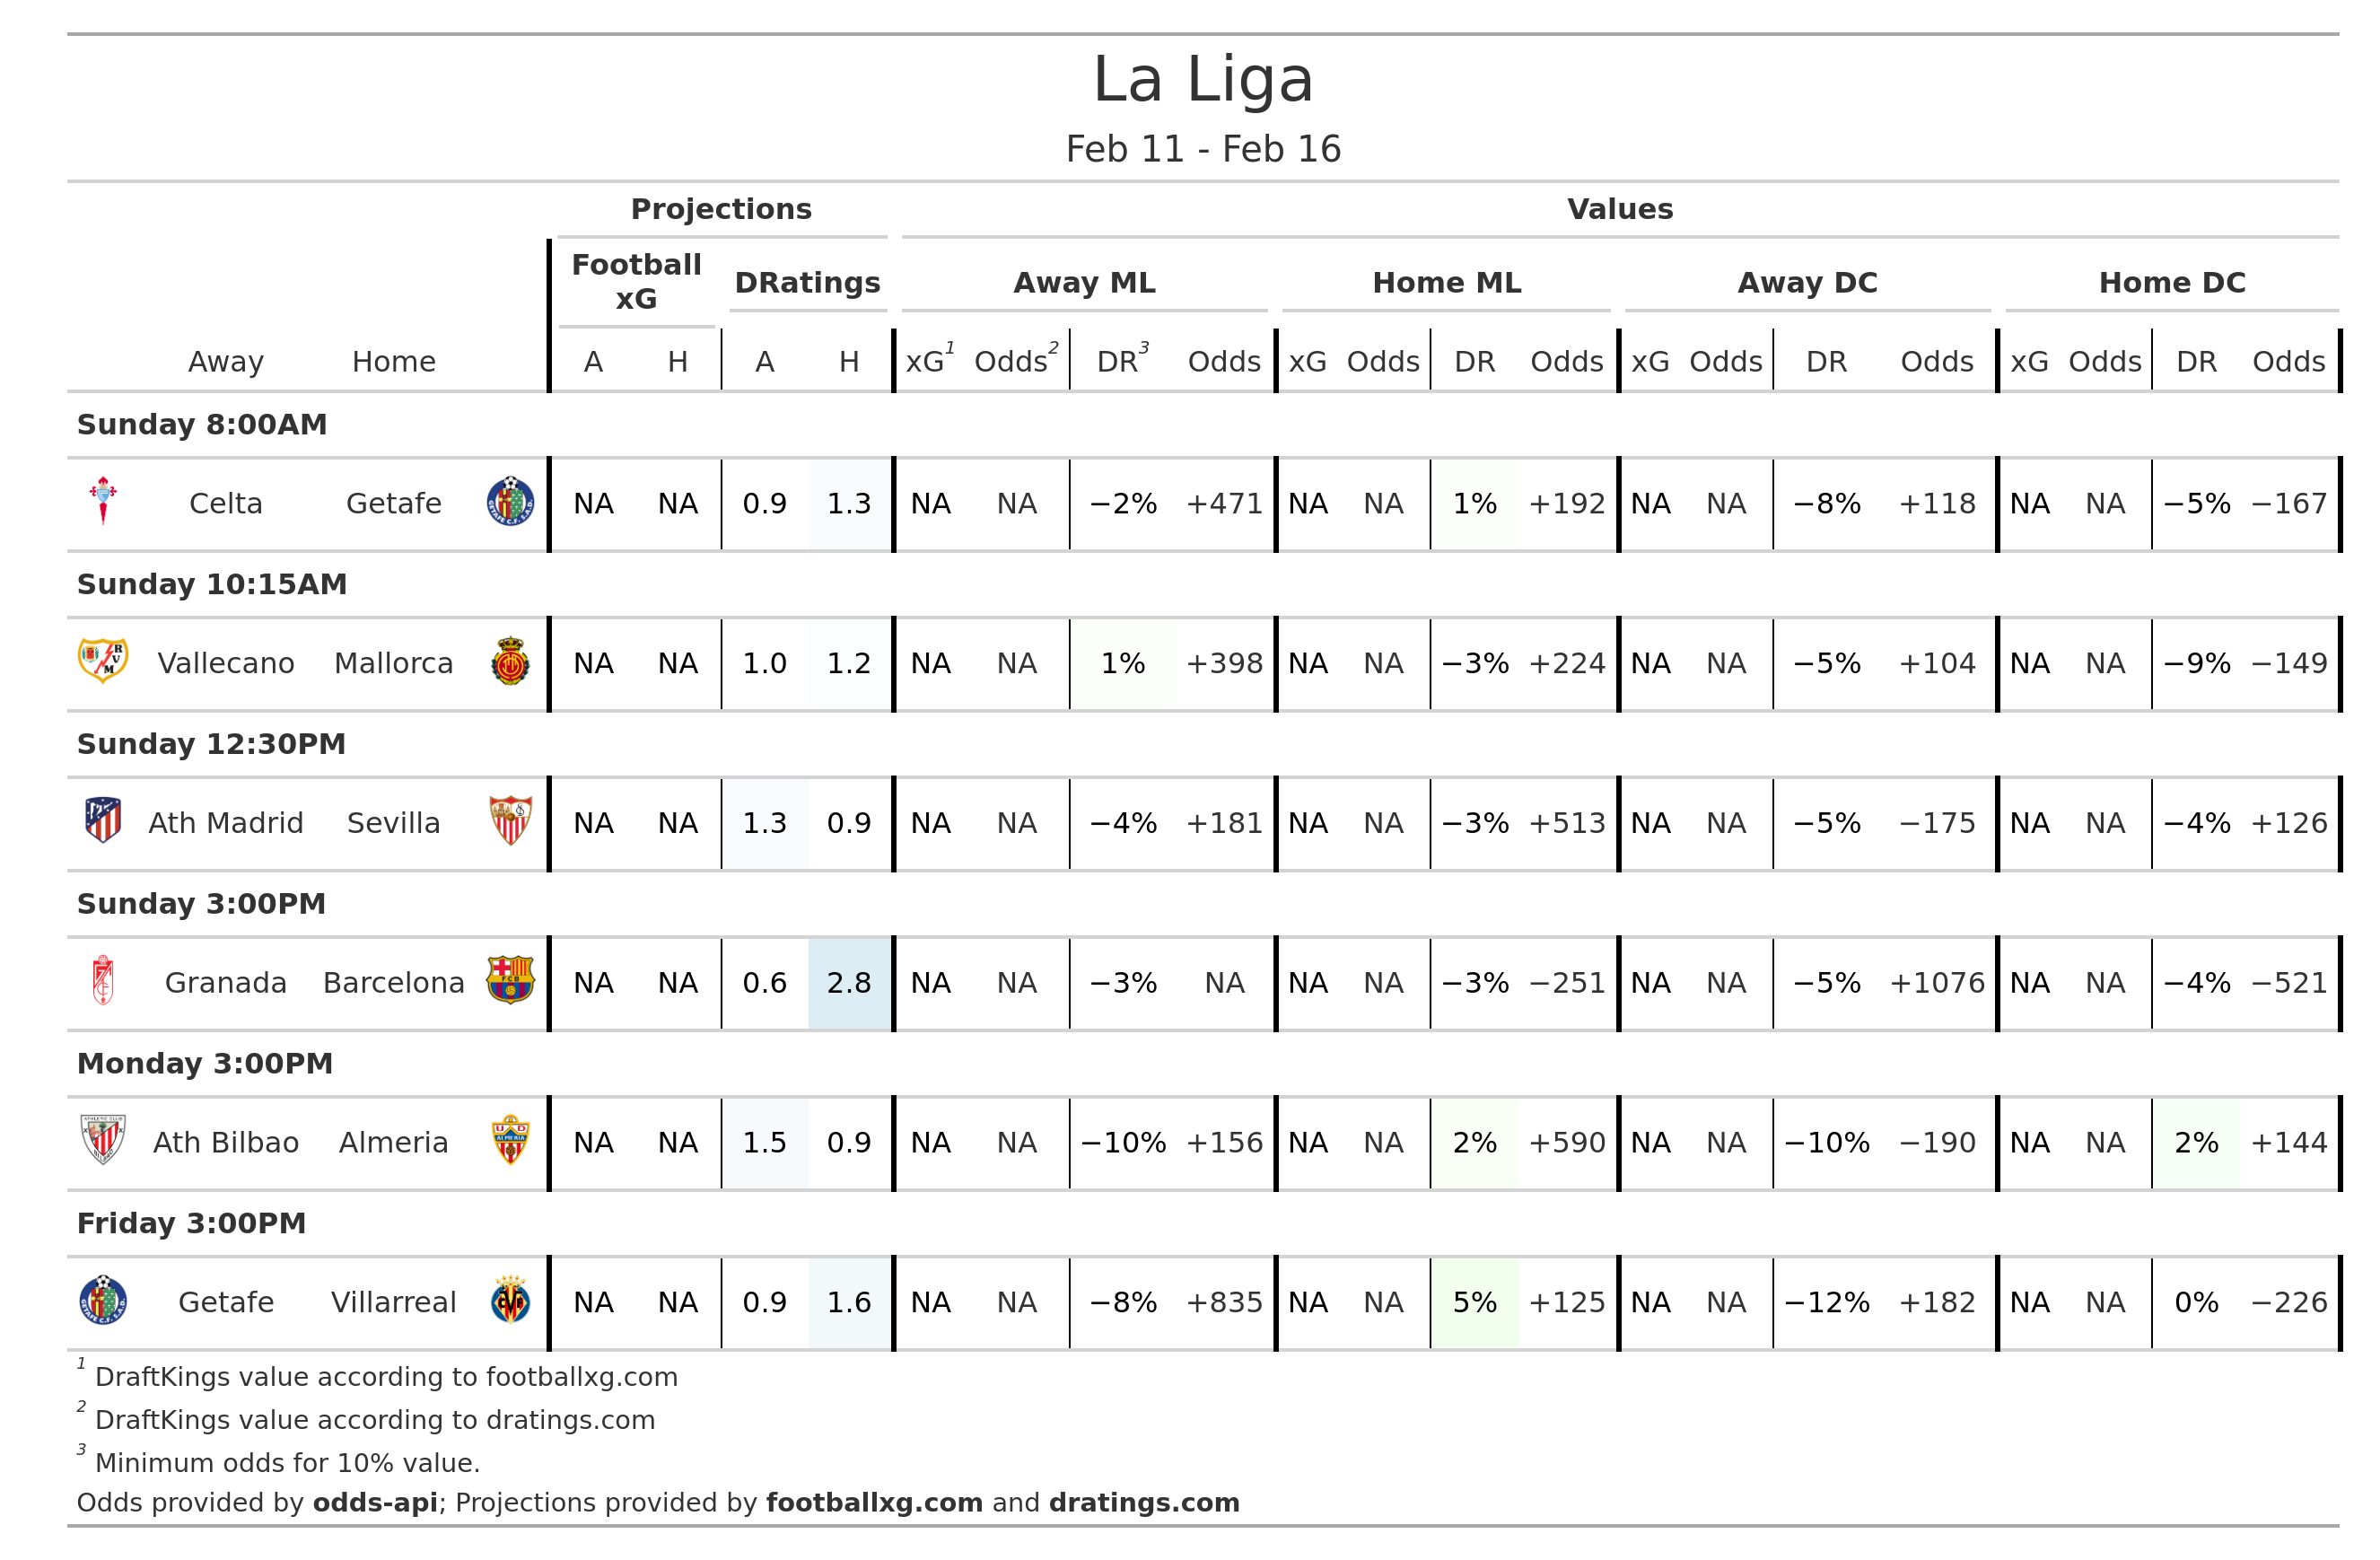 La Liga
Feb 11 - Feb 16
Projections Values
Football xG DRatings Away ML Home ML Away DC Home DC
Away Home A H A H xG1 Odds2 DR3 Odds xG Odds DR Odds xG Odds DR Odds xG Odds DR Odds
Sunday 8:00AM
Celta Getafe NA NA 0.9 1.3 NA NA −2% +471 NA NA 1% +192 NA NA −8% +118 NA NA −5% −167
Sunday 10:15AM
Vallecano Mallorca NA NA 1.0 1.2 NA NA 1% +398 NA NA −3% +224 NA NA −5% +104 NA NA −9% −149
Sunday 12:30PM
Ath Madrid Sevilla NA NA 1.3 0.9 NA NA −4% +181 NA NA −3% +513 NA NA −5% −175 NA NA −4% +126
Sunday 3:00PM
Granada Barcelona NA NA 0.6 2.8 NA NA −3% NA NA NA −3% −251 NA NA −5% +1076 NA NA −4% −521
Monday 3:00PM
Ath Bilbao Almeria NA NA 1.5 0.9 NA NA −10% +156 NA NA 2% +590 NA NA −10% −190 NA NA 2% +144
Friday 3:00PM
Getafe Villarreal NA NA 0.9 1.6 NA NA −8% +835 NA NA 5% +125 NA NA −12% +182 NA NA 0% −226
1 DraftKings value according to footballxg.com
2 DraftKings value according to dratings.com
3 Minimum odds for 10% value.
Odds provided by odds-api; Projections provided by footballxg.com and dratings.com